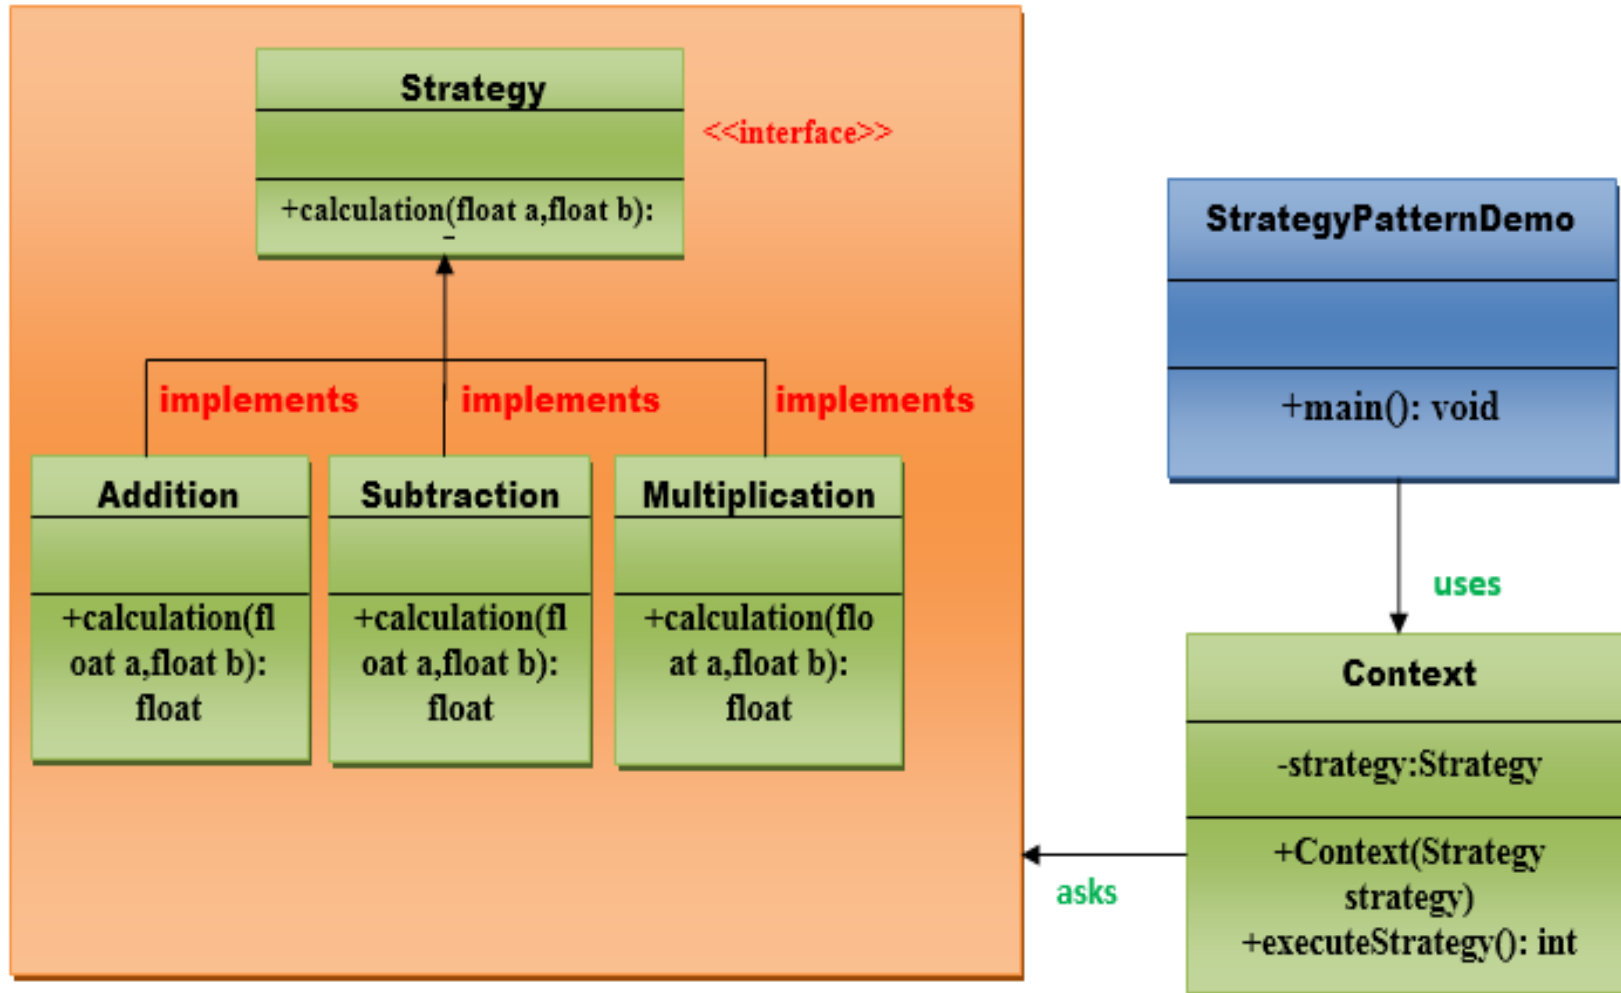 Strategy
<<interface>>
+calculation(float a,float b):
StrategyPatternDemo
+main(): void
implements
implements
implements
Addition
+calculation(fl
oat a,float b):
float
Subtraction
+calculation(fl
oat a,float b):
float
Multiplication
+calculation(flo
at a,float b):
float
uses
Context
-strategy:Strategy
+Context(Strategy
strategy)
+executeStrategy(): int
asks